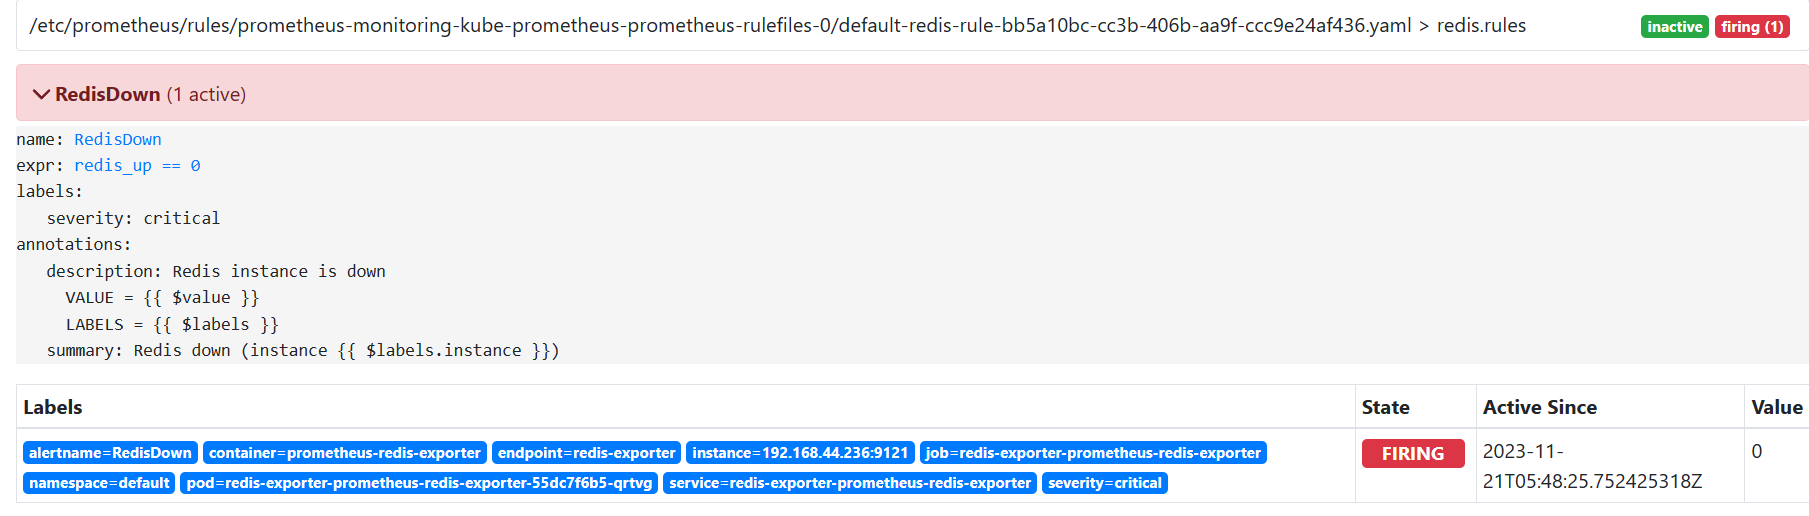 /etc/prometheus/rules/prometheus-monitoring-kube-prometheus-prometheus-rulefiles-0/default-redis-rule-bb5a10bc-cc3b-406b-aa9f-ccc9e24af436.yaml > redis.rules inactive firing (1)
RedisDown (1 active)
name: RedisDown
expr: redis_up == 0
labels:
severity: critical
annotations:
description: Redis instance is down
VALUE = {{ $value }}
LABELS = {{ $labels }}
summary: Redis down (instance {{ $labels.instance }})
Labels State Active Since Value
alertname=RedisDown container=prometheus-redis-exporter endpoint=redis-exporter instance=192.168.44.236:9121 job=redis-exporter-prometheus-redis-exporter FIRING 2023-11- 0
namespace=default pod=redis-exporter-prometheus-redis-exporter-55dc7f6b5-qrtvg service=redis-exporter-prometheus-redis-exporter severity=critical 21T05:48:25.752425318Z